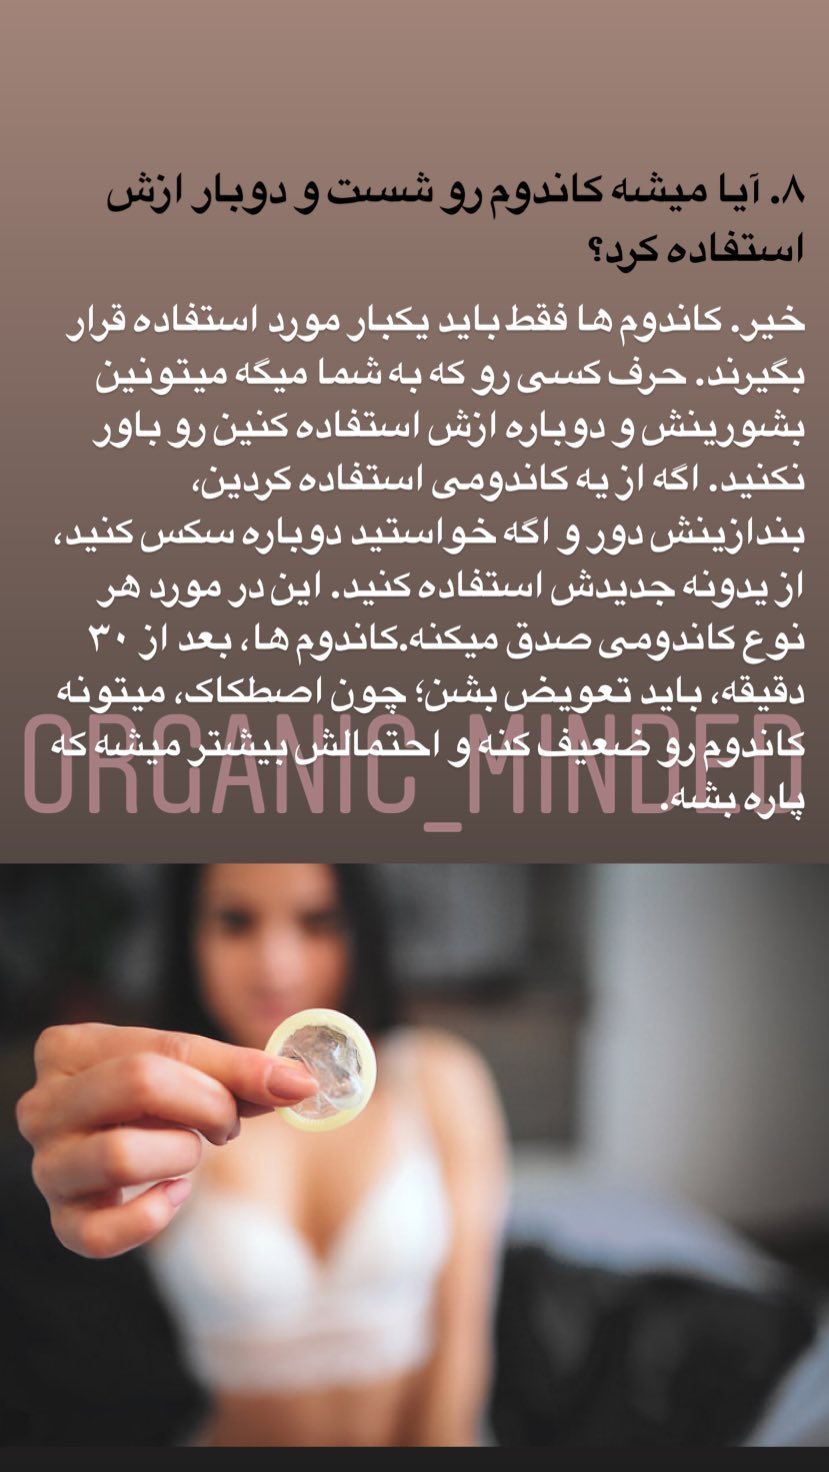 ۸. آیا میشه کاندوم رو شست و دوبار ازش
استفاده کرد؟
خیر. کاندوم ها فقط باید یکبار مورد استفاده قرار
بگیرند. حرف کسی رو که به شما میگه میتونین
بشورینش و دوباره ازش استفاده کنین رو باور
نکنید. اگه از یه کاندومی استفاده کردین،
بندازینش دور و اگه خواستید دوباره سکس کنید،
از یدونه جدیدش استفاده کنید. این در مورد هر
نوع کاندومی صدق میکنه.کاندوم ها، بعد از ۳۰
دقیقه، باید تعویض بشن؛ چون اصطکاک، میتونه
کاندوم رو ضعیف کنه و احتمالش بیشتر میشه که
پاره بشه.
ORGANIC_MINDED